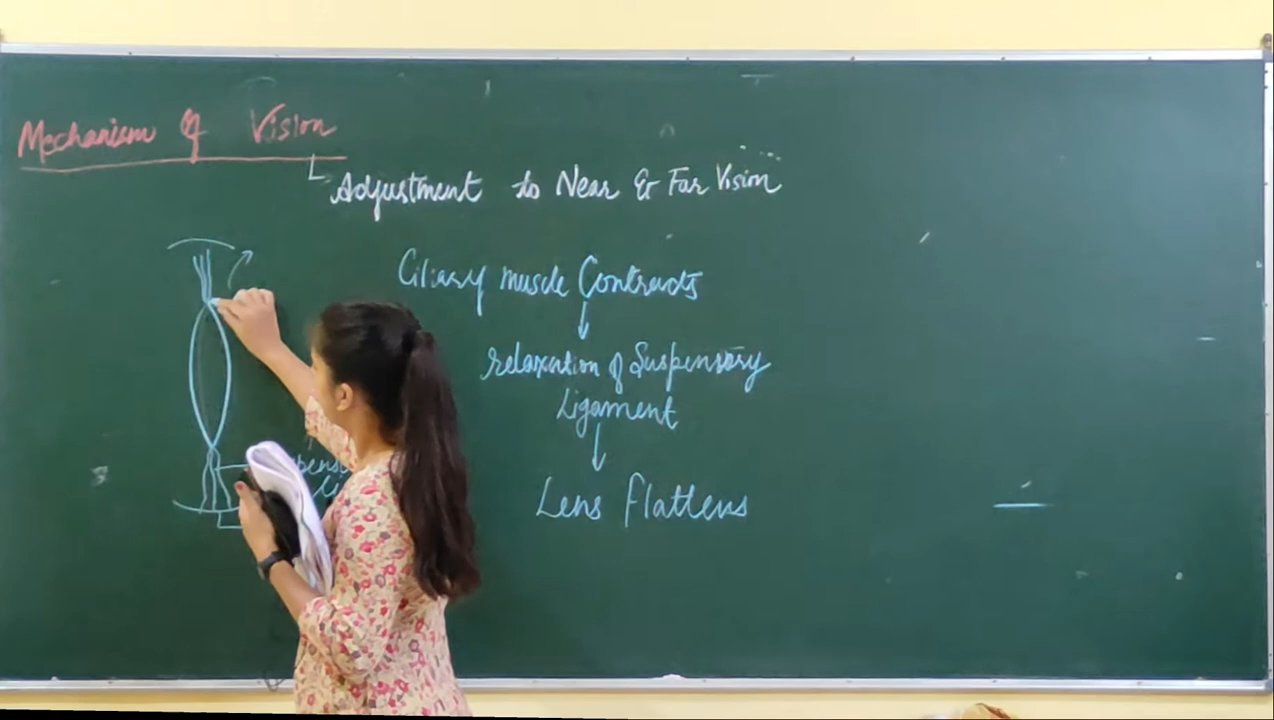 Mechanism of Vision
Adjustment to Near & Far Vision
Ciliary muscle Contracts
relaxation of Suspensory
Ligament
Lens Flattens